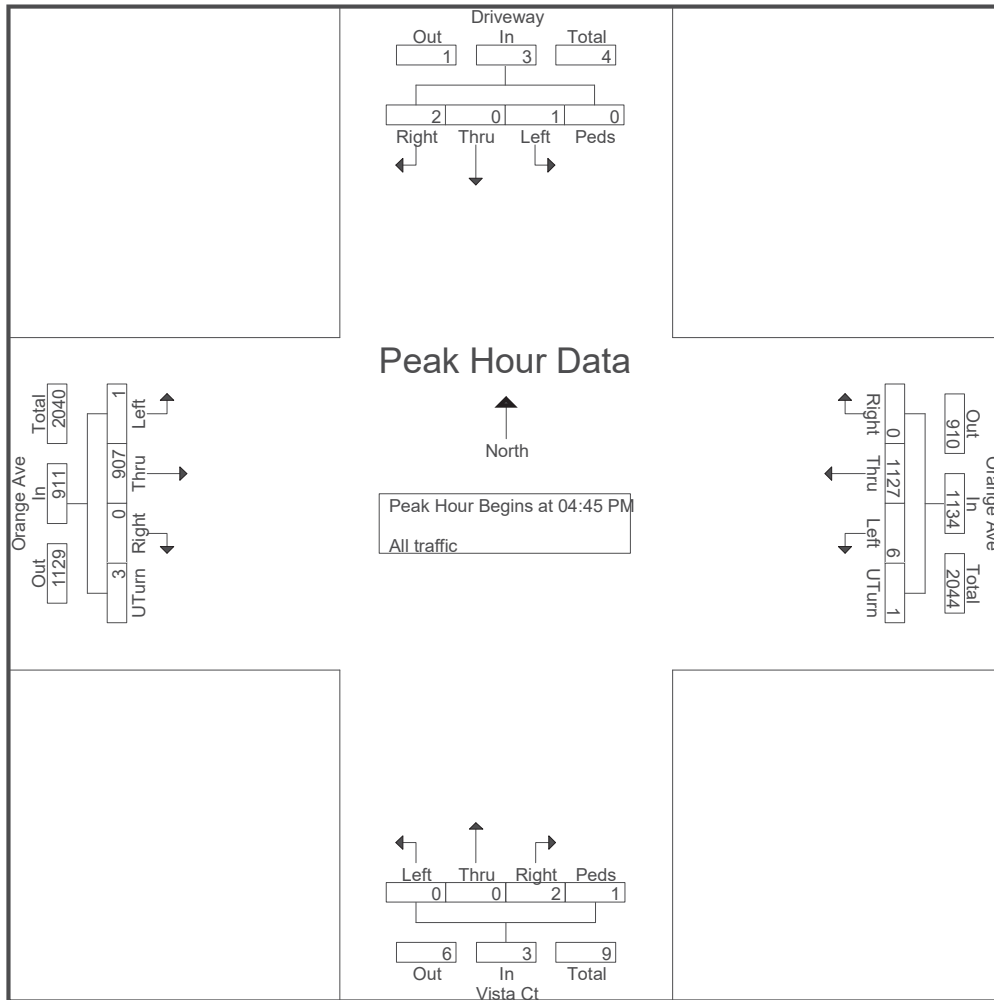 Driveway
Out In Total
1 3 4
2 0 1 0
Right Thru Left Peds
Peak Hour Data
North
Peak Hour Begins at 04:45 PM
All traffic
Orange Ave
Out In Total
1129 911 2040
3 0 907 1
UTurn Right Thru Left
Orange Ave
Out In Total
910 1134 2044
0 1127 6 1
Right Thru Left UTurn
Left Thru Right Peds
0 0 2 1
6 3 9
Out In Total
Vista Ct